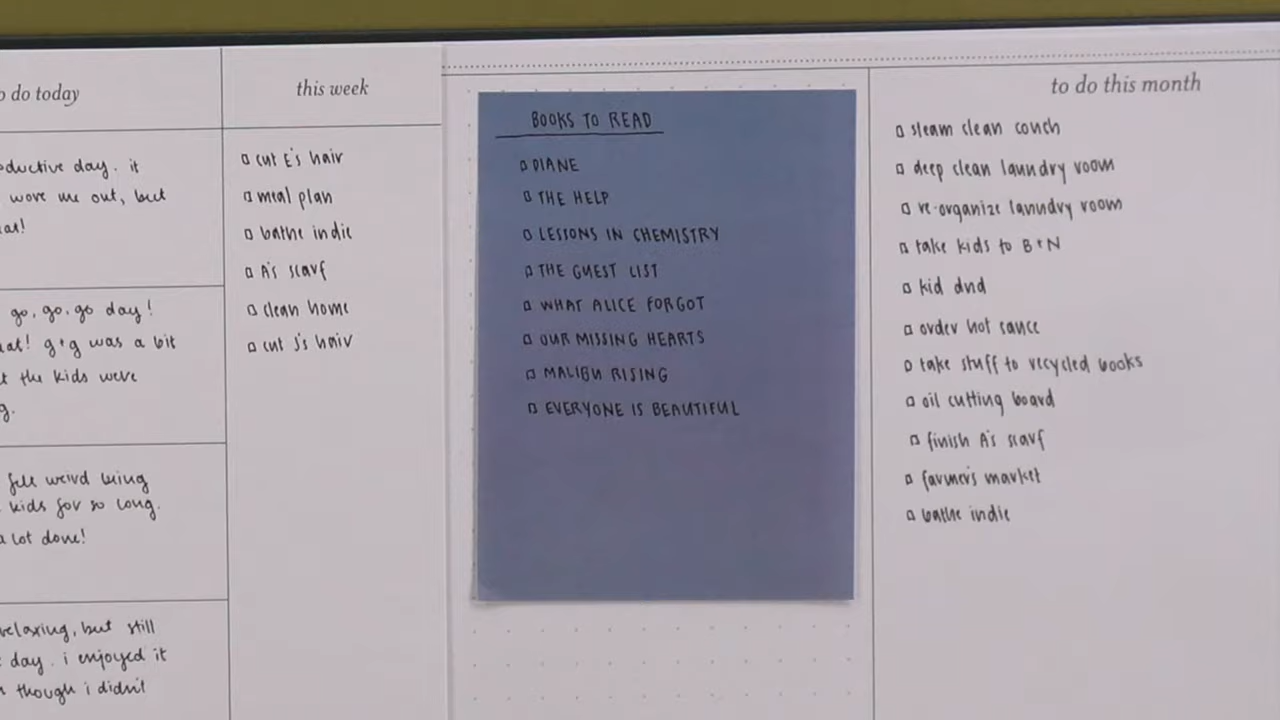 o do today
oductive day. it
wore me out, but
at!
go, go, go day!
at! g+g was a bit
t the kids were
g.
felt weird being
kids for so long.
a lot done!
relaxing, but still
day. i enjoyed it
though i didn't
this week
cut E's hair
meal plan
bathe indie
A's scarf
clean home
cut J's hair
BOOKS TO READ
DIANE
THE HELP
LESSONS IN CHEMISTRY
THE GUEST LIST
WHAT ALICE FORGOT
OUR MISSING HEARTS
MALIBU RISING
EVERYONE IS BEAUTIFUL
to do this month
steam clean couch
deep clean laundry room
re-organize laundry room
take kids to B+N
kid dnd
order hot sauce
take stuff to recycled books
oil cutting board
finish A's scarf
farmer's market
bathe indie